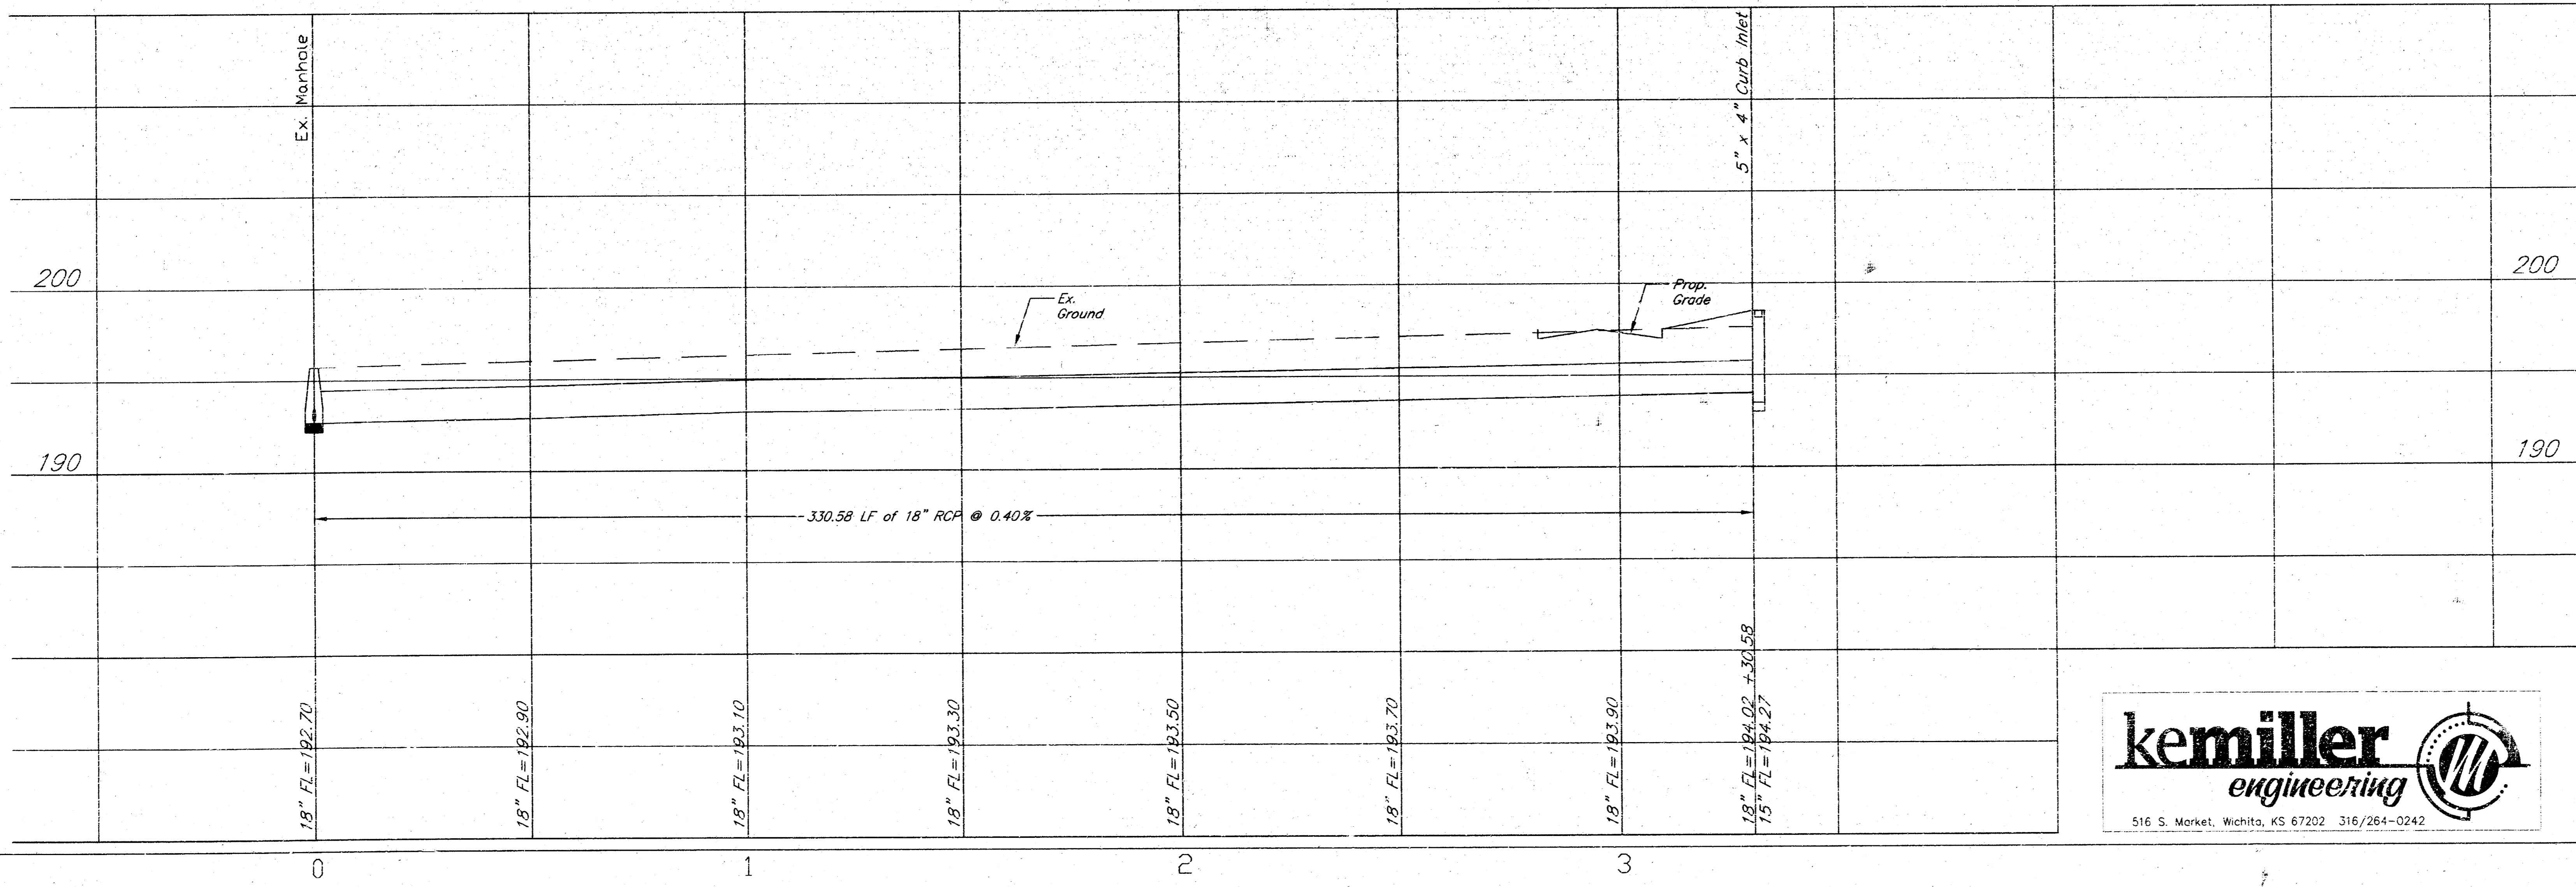 Ex. Manhole
5" x 4" Curb Inlet
200
200
Ex.
Ground
Prop.
Grade
190
190
330.58 LF of 18" RCP @ 0.40%
18" FL=192.70
18" FL=192.90
18" FL=193.10
18" FL=193.30
18" FL=193.50
18" FL=193.70
18" FL=193.90
18" FL=194.02 +30.58
15" FL=194.27
kemiller
engineering
516 S. Market, Wichita, KS 67202 316/264-0242
0
1
2
3